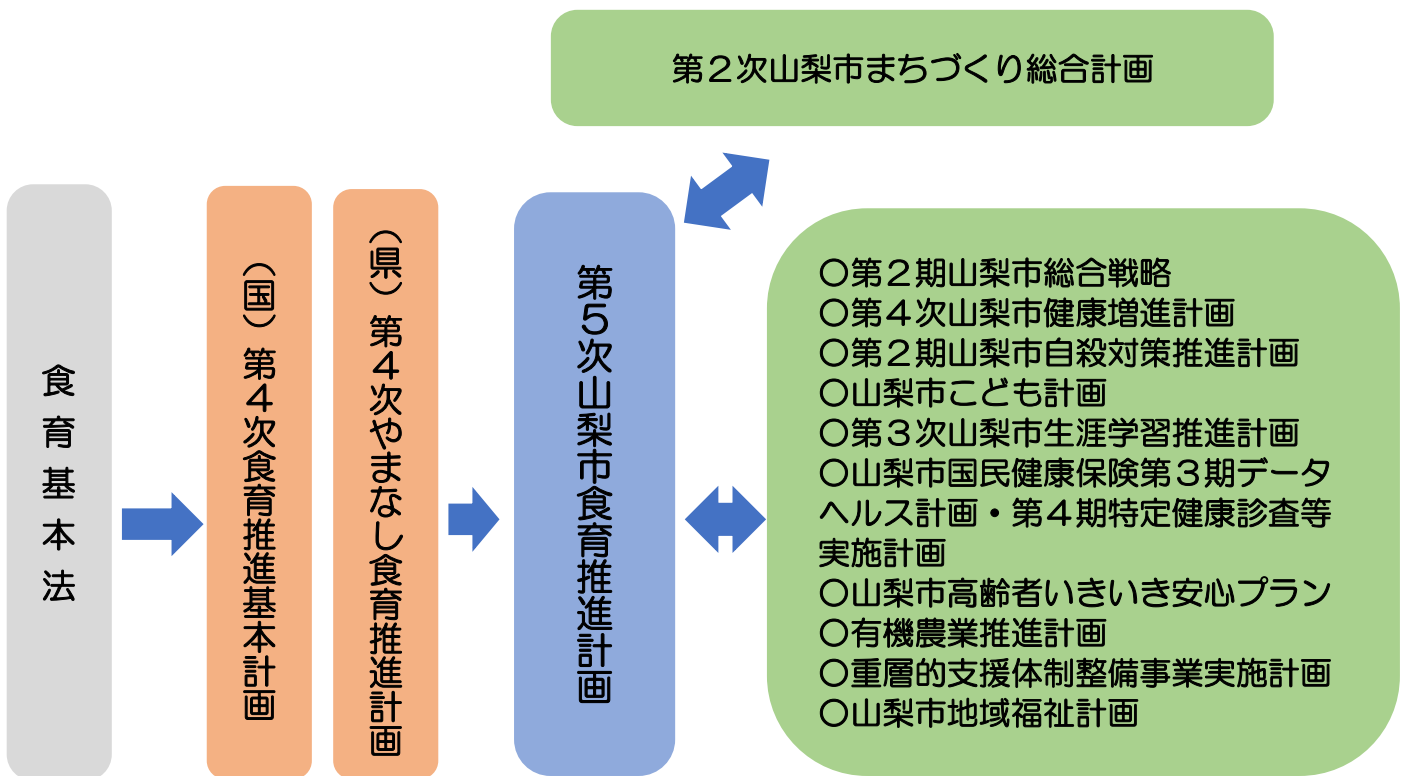 第２次山梨市まちづくり総合計画
食育基本法
（国）第４次食育推進基本計画
（県）第４次やまなし食育推進計画
第５次山梨市食育推進計画
〇第２期山梨市総合戦略
〇第４次山梨市健康増進計画
〇第２期山梨市自殺対策推進計画
〇山梨市こども計画
〇第３次山梨市生涯学習推進計画
〇山梨市国民健康保険第３期データ
ヘルス計画・第４期特定健康診査等
実施計画
〇山梨市高齢者いきいき安心プラン
〇有機農業推進計画
〇重層的支援体制整備事業実施計画
〇山梨市地域福祉計画